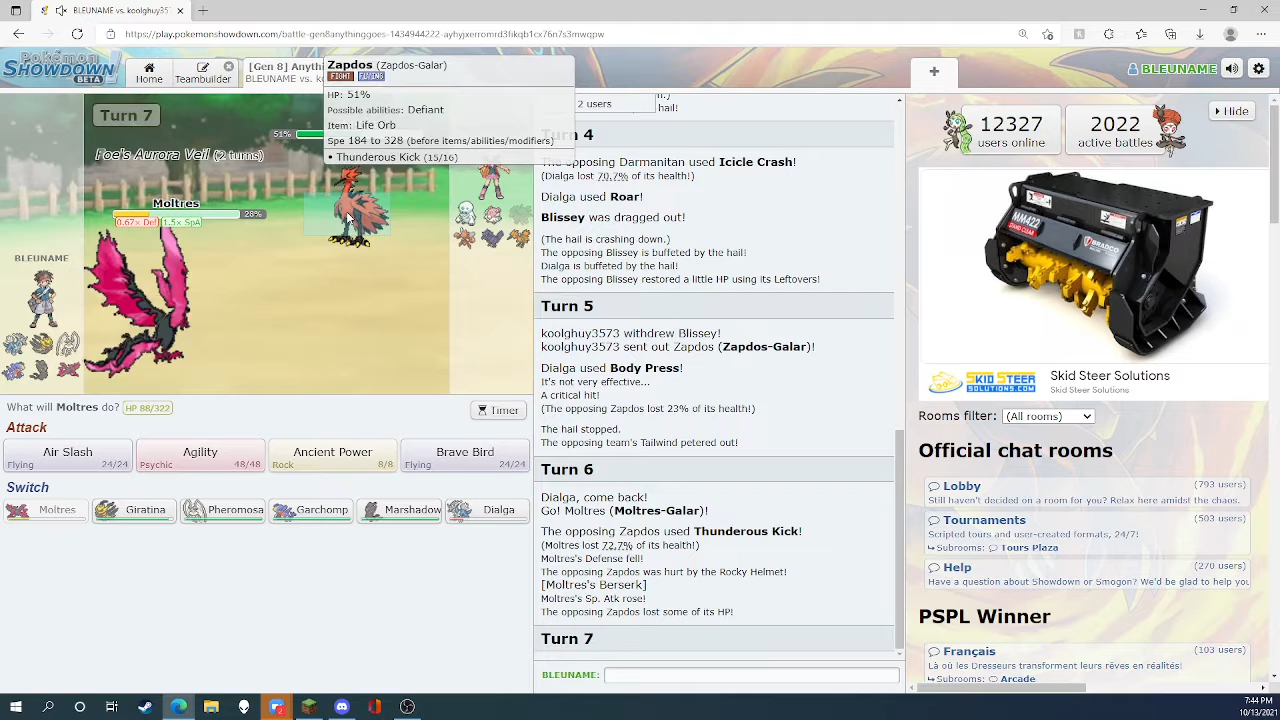 BLEUNAME vs. koolghuy3573
https://play.pokemonshowdown.com/battle-gen8anythinggoes-1434944222-ayhyjxerromrd3fikqb1cx76n7s3mwtqpw
Pokémon
SHOWDOWN
BETA
Home
Teambuilder
[Gen 8] Anyth
BLEUNAME vs. k
BLEUNAME
Zapdos (Zapdos-Galar)
FIGHT FLYING
HP: 51%
Possible abilities: Defiant
Item: Life Orb
Spe 184 to 328 (before items/abilities/modifiers)
• Thunderous Kick (15/16)
Turn 7
51%
Foe's Aurora Veil (2 turns)
Moltres
28%
0.67× Def 1.5× SpA
BLEUNAME
What will Moltres do? HP 88/322
Timer
Attack
Air Slash
Flying 24/24
Agility
Psychic 48/48
Ancient Power
Rock 8/8
Brave Bird
Flying 24/24
Switch
Moltres
Giratina
Pheromosa
Garchomp
Marshadow
Dialga
2 users
hail!
Turn 4
The opposing Darmanitan used Icicle Crash!
(Dialga lost 70.7% of its health!)
Dialga used Roar!
Blissey was dragged out!
(The hail is crashing down.)
The opposing Blissey is buffeted by the hail!
Dialga is buffeted by the hail!
The opposing Blissey restored a little HP using its Leftovers!
Turn 5
koolghuy3573 withdrew Blissey!
koolghuy3573 sent out Zapdos (Zapdos-Galar)!
Dialga used Body Press!
It's not very effective...
A critical hit!
(The opposing Zapdos lost 23% of its health!)
The hail stopped.
The opposing team's Tailwind petered out!
Turn 6
Dialga, come back!
Go! Moltres (Moltres-Galar)!
The opposing Zapdos used Thunderous Kick!
(Moltres lost 72.7% of its health!)
Moltres's Defense fell!
The opposing Zapdos was hurt by the Rocky Helmet!
[Moltres's Berserk]
Moltres's Sp. Atk rose!
The opposing Zapdos lost some of its HP!
Turn 7
BLEUNAME:
Hide
12327
users online
2022
active battles
MM422
BRADCO
SKID STEER
SOLUTIONS.COM
Skid Steer Solutions
Skid Steer Solutions
Rooms filter: (All rooms)
Official chat rooms
Lobby (793 users)
Still haven't decided on a room for you? Relax here amidst the chaos.
Tournaments (503 users)
Scripted tours and user-created formats, 24/7!
Subrooms: Tours Plaza
Help (270 users)
Have a question about Showdown or Smogon? We'd be glad to help you
PSPL Winner
Français (103 users)
Là où les Dresseurs transforment leurs rêves en réalités!
Subrooms: Arcade
7:44 PM
10/13/2021